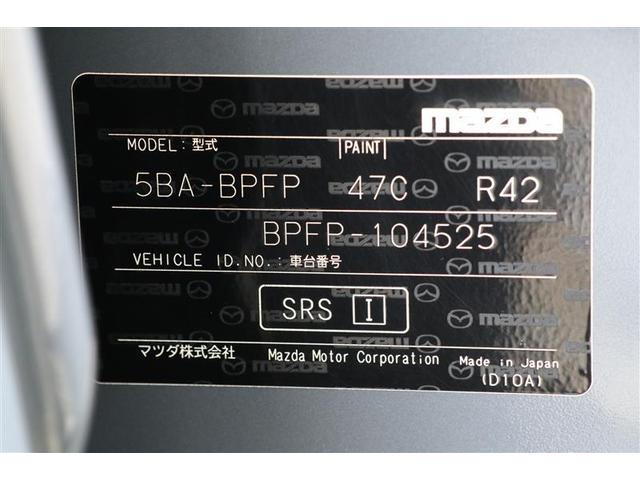 mazda
MODEL:型式 PAINT
5BA-BPFP 47C R42
BPFP-104525
VEHICLE ID.NO.:車台番号
SRS I
マツダ株式会社 Mazda Motor Corporation Made in Japan
(D10A)